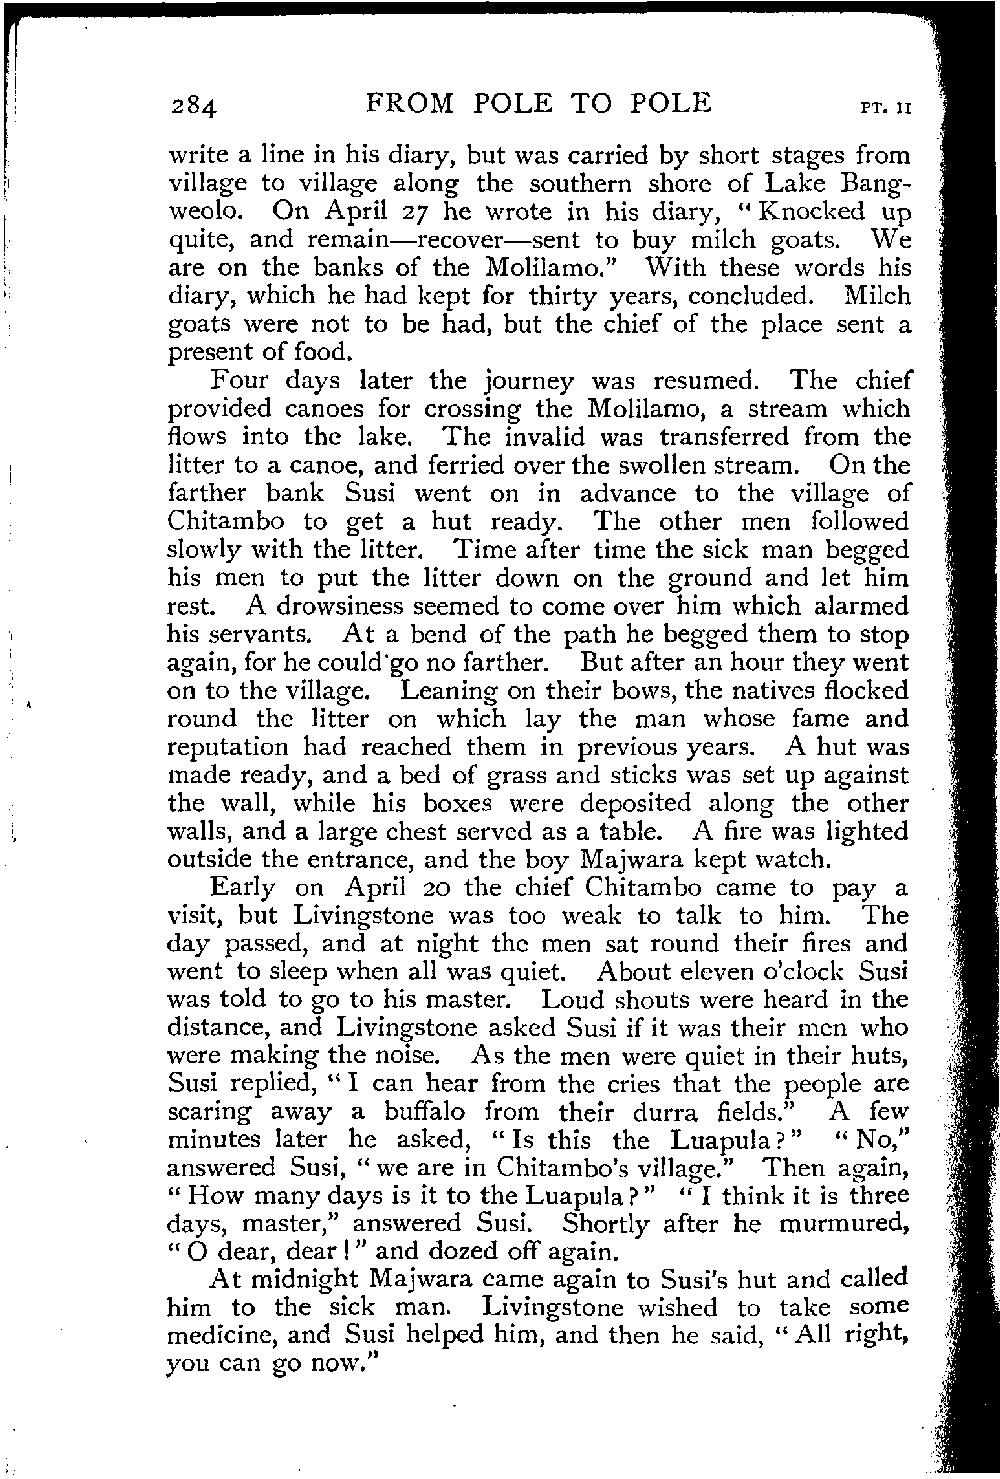 284 FROM POLE TO POLE PT. II
write a line in his diary, but was carried by short stages from
village to village along the southern shore of Lake Bang-
weolo. On April 27 he wrote in his diary, “Knocked up
quite, and remain—recover—sent to buy milch goats. We
are on the banks of the Molilamo.” With these words his
diary, which he had kept for thirty years, concluded. Milch
goats were not to be had, but the chief of the place sent a
present of food.
Four days later the journey was resumed. The chief
provided canoes for crossing the Molilamo, a stream which
flows into the lake. The invalid was transferred from the
litter to a canoe, and ferried over the swollen stream. On the
farther bank Susi went on in advance to the village of
Chitambo to get a hut ready. The other men followed
slowly with the litter. Time after time the sick man begged
his men to put the litter down on the ground and let him
rest. A drowsiness seemed to come over him which alarmed
his servants. At a bend of the path he begged them to stop
again, for he could go no farther. But after an hour they went
on to the village. Leaning on their bows, the natives flocked
round the litter on which lay the man whose fame and
reputation had reached them in previous years. A hut was
made ready, and a bed of grass and sticks was set up against
the wall, while his boxes were deposited along the other
walls, and a large chest served as a table. A fire was lighted
outside the entrance, and the boy Majwara kept watch.
Early on April 20 the chief Chitambo came to pay a
visit, but Livingstone was too weak to talk to him. The
day passed, and at night the men sat round their fires and
went to sleep when all was quiet. About eleven o’clock Susi
was told to go to his master. Loud shouts were heard in the
distance, and Livingstone asked Susi if it was their men who
were making the noise. As the men were quiet in their huts,
Susi replied, “I can hear from the cries that the people are
scaring away a buffalo from their durra fields.” A few
minutes later he asked, “Is this the Luapula?” “No,”
answered Susi, “we are in Chitambo’s village.” Then again,
“How many days is it to the Luapula?” “I think it is three
days, master,” answered Susi. Shortly after he murmured,
“O dear, dear!” and dozed off again.
At midnight Majwara came again to Susi’s hut and called
him to the sick man. Livingstone wished to take some
medicine, and Susi helped him, and then he said, “All right,
you can go now.”